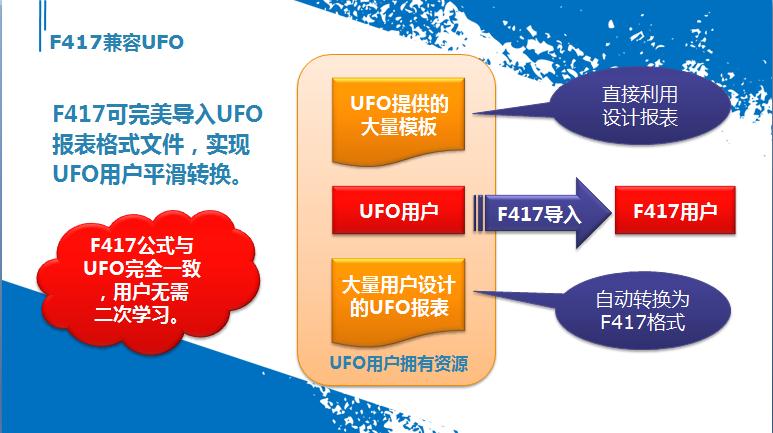 F417兼容UFO
F417可完美导入UFO
报表格式文件，实现
UFO用户平滑转换。
F417公式与
UFO完全一致
，用户无需
二次学习。
UFO提供的
大量模板
直接利用
设计报表
UFO用户
F417导入
F417用户
大量用户设计
的UFO报表
自动转换为
F417格式
UFO用户拥有资源